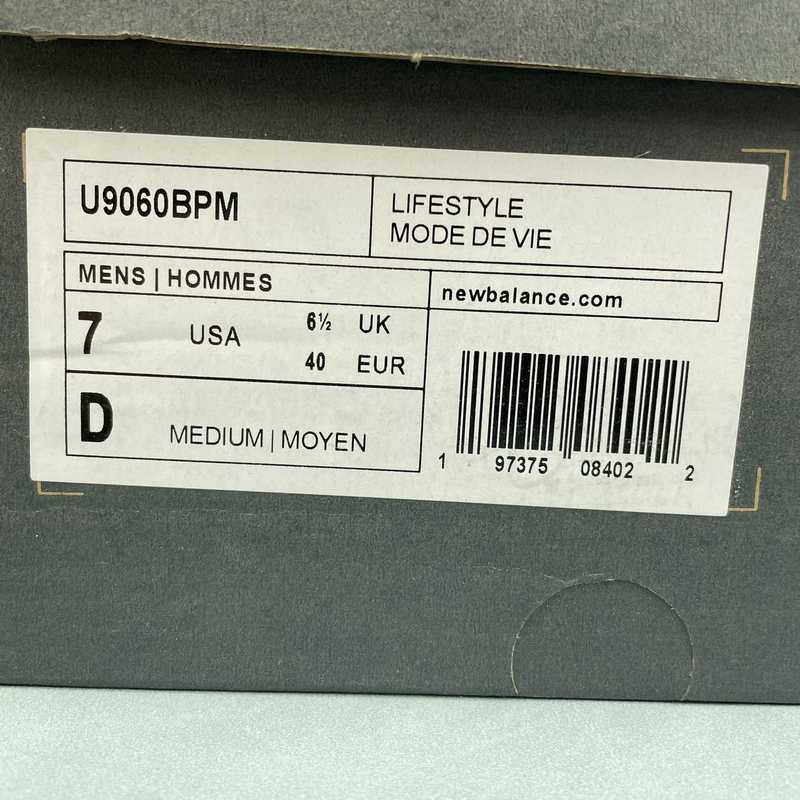 U9060BPM
LIFESTYLE
MODE DE VIE
MENS | HOMMES
newbalance.com
7 USA 6½ UK
40 EUR
D MEDIUM | MOYEN
1 97375 08402 2